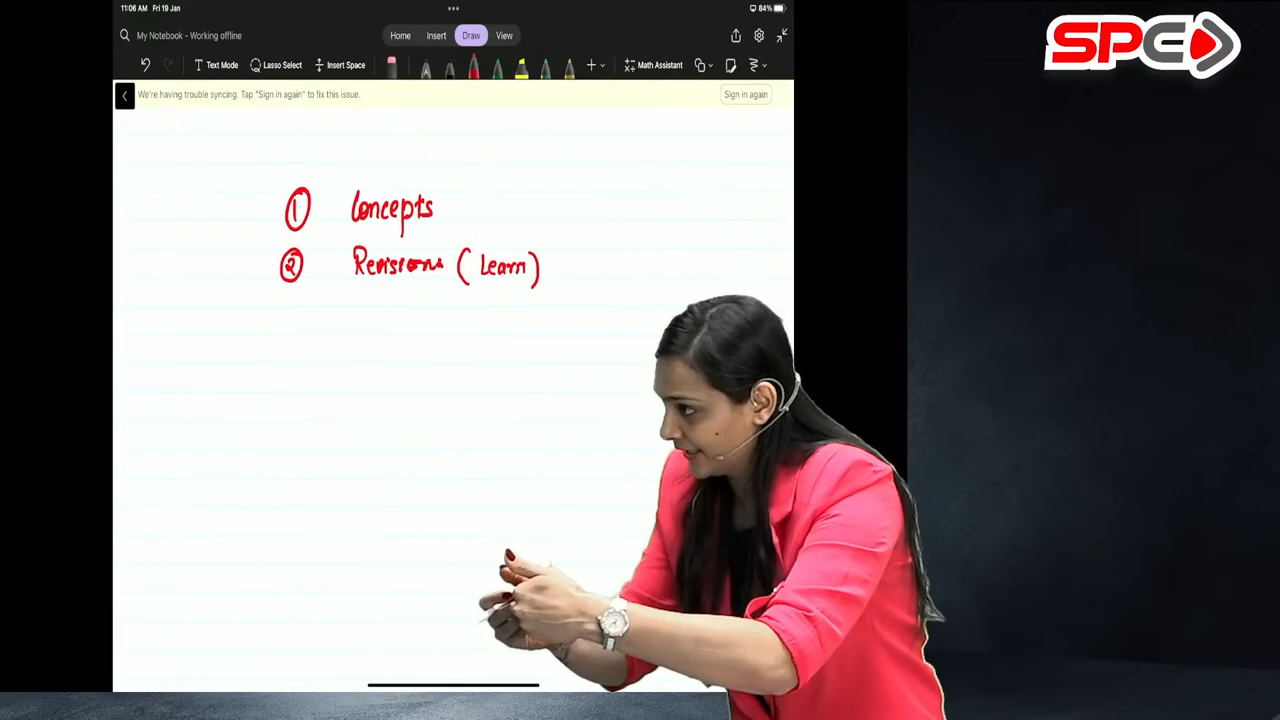 11:06 AM Fri 19 Jan
84%
SPE
My Notebook - Working offline
Home Insert Draw View
Text Mode Lasso Select Insert Space Math Assistant
We're having trouble syncing. Tap "Sign in again" to fix this issue.
Sign in again
① Concepts
② Revisions (Learn)